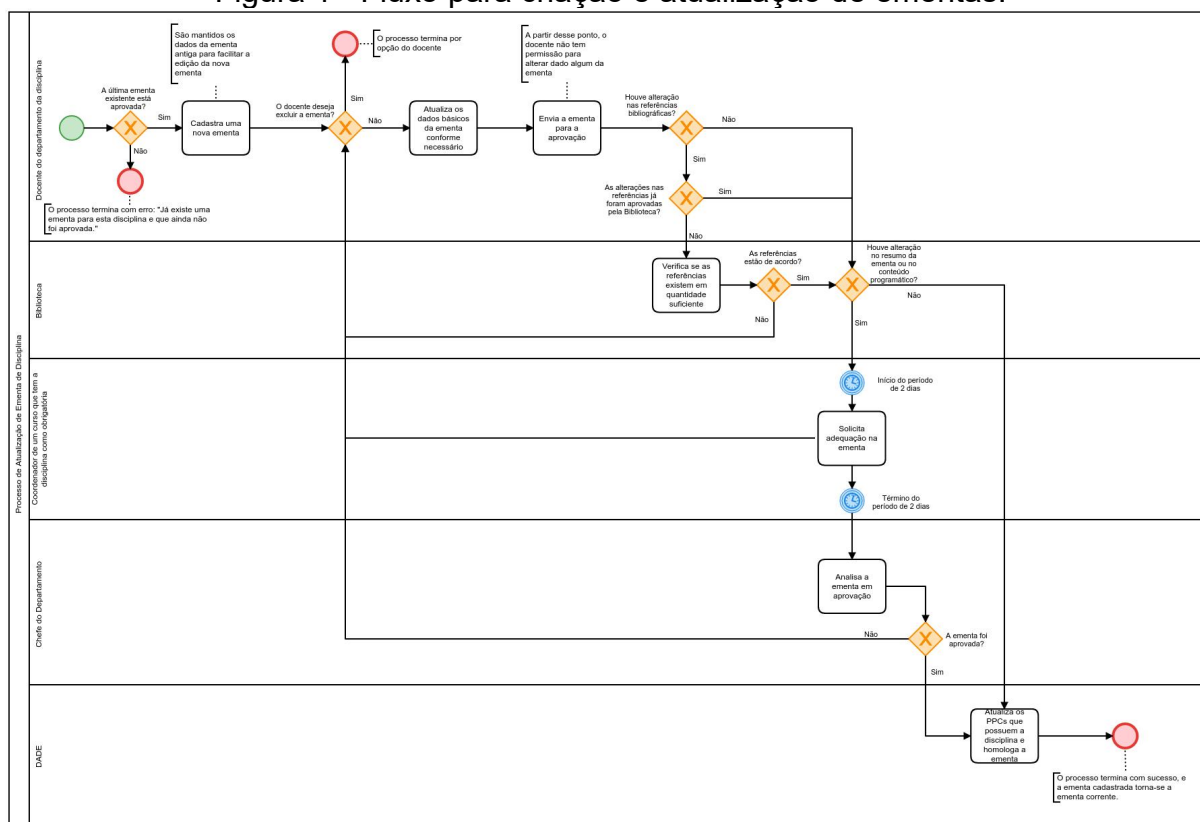 Figura 1 - Fluxo para criação e atualização de ementas.
Processo de Atualização de Ementa de Disciplina
Docente do departamento da disciplina
A última ementa
existente está
aprovada?
Sim
Não
O processo termina com erro: "Já existe uma
ementa para esta disciplina e que ainda não
foi aprovada."
São mantidos os
dados da ementa
antiga para facilitar a
edição da nova
ementa
Cadastra uma
nova ementa
O docente deseja
excluir a ementa?
Sim
O processo termina por
opção do docente
Não
Atualiza os
dados básicos
da ementa
conforme
necessário
A partir desse ponto, o
docente não tem
permissão para
alterar dado algum da
ementa
Envia a ementa
para a
aprovação
Houve alteração
nas referências
bibliográficas?
Não
Sim
As alterações nas
referências já
foram aprovadas
pela Biblioteca?
Sim
Não
Biblioteca
Verifica se as
referências
existem em
quantidade
suficiente
As referências
estão de acordo?
Sim
Não
Houve alteração
no resumo da
ementa ou no
conteúdo
programático?
Não
Sim
Coordenador de um curso que tem a
disciplina como obrigatória
Início do período
de 2 dias
Solicita
adequação na
ementa
Término do
período de 2 dias
Chefe do Departamento
Analisa a
ementa em
aprovação
Não
A ementa foi
aprovada?
Sim
DADE
Atualiza os
PPCs que
possuem a
disciplina e
homologa a
ementa
O processo termina com sucesso, e
a ementa cadastrada torna-se a
ementa corrente.